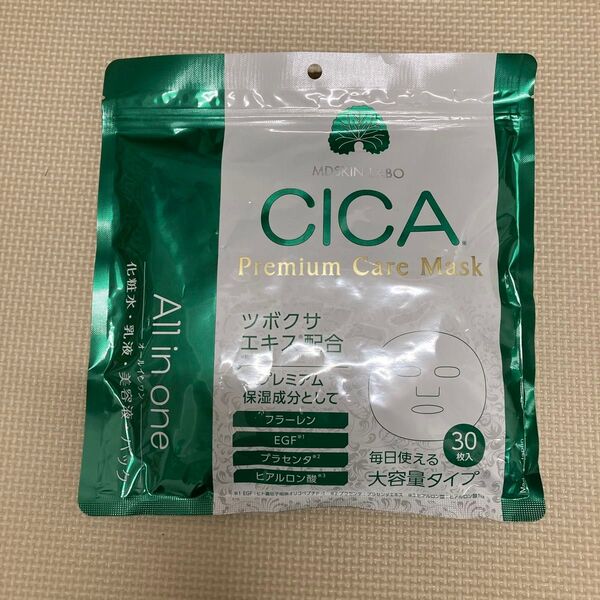 MDSKIN LABO
CICA
Premium Care Mask
ツボクサ
エキス 配合
プレミアム
保湿成分として
フラーレン
EGF※1
プラセンタ※2
ヒアルロン酸※3
30
枚入
毎日使える
大容量タイプ
All in one
オールインワン
化粧水・乳液・美容液・パック